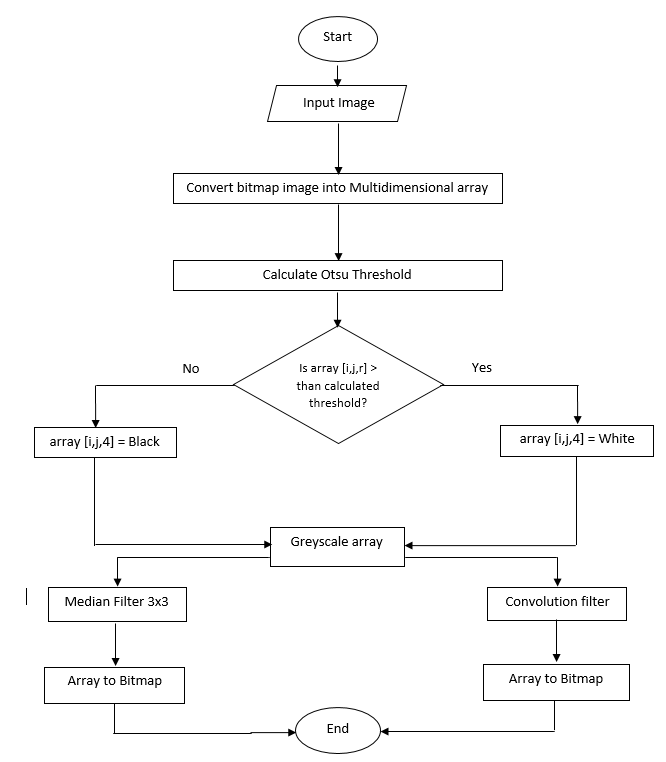 Start
Input Image
Convert bitmap image into Multidimensional array
Calculate Otsu Threshold
No
Is array [i,j,r] >
than calculated
threshold?
Yes
array [i,j,4] = Black
array [i,j,4] = White
Greyscale array
Median Filter 3x3
Convolution filter
Array to Bitmap
Array to Bitmap
End